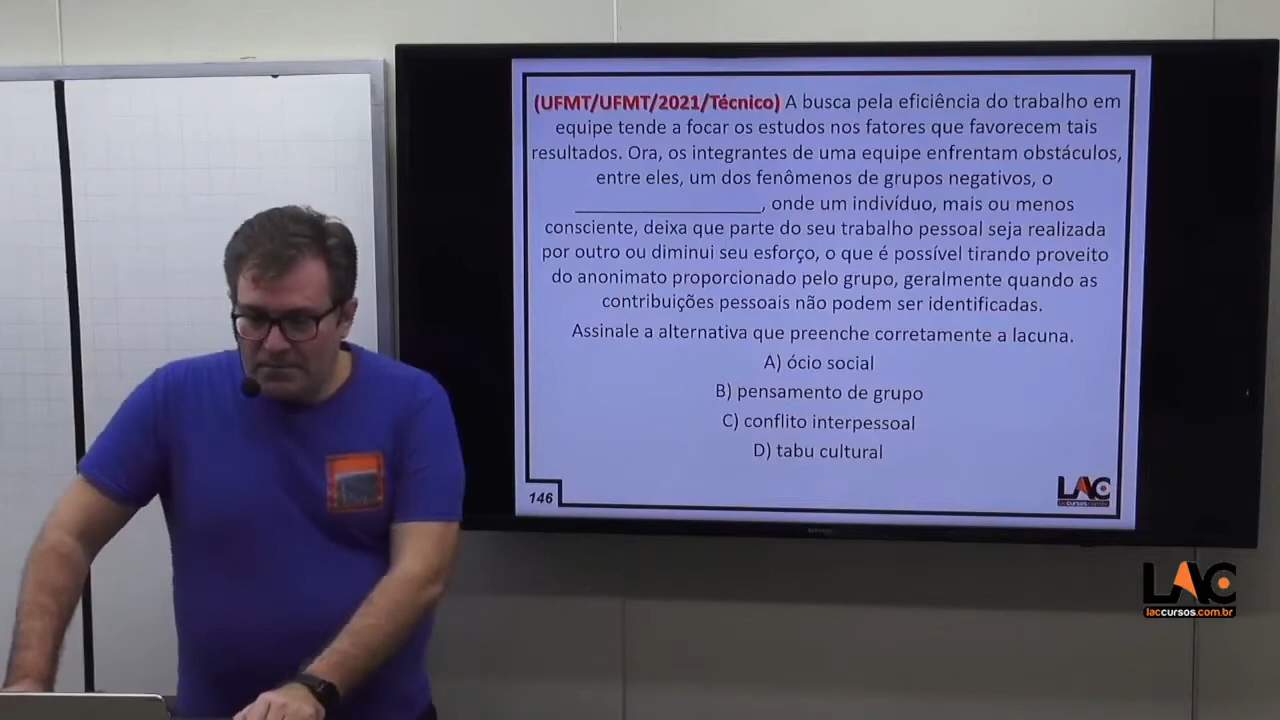 (UFMT/UFMT/2021/Técnico) A busca pela eficiência do trabalho em
equipe tende a focar os estudos nos fatores que favorecem tais
resultados. Ora, os integrantes de uma equipe enfrentam obstáculos,
entre eles, um dos fenômenos de grupos negativos, o
__________________, onde um indivíduo, mais ou menos
consciente, deixa que parte do seu trabalho pessoal seja realizada
por outro ou diminui seu esforço, o que é possível tirando proveito
do anonimato proporcionado pelo grupo, geralmente quando as
contribuições pessoais não podem ser identificadas.
Assinale a alternativa que preenche corretamente a lacuna.
A) ócio social
B) pensamento de grupo
C) conflito interpessoal
D) tabu cultural
146
LAC
laccursos.com.br
LAC
laccursos.com.br